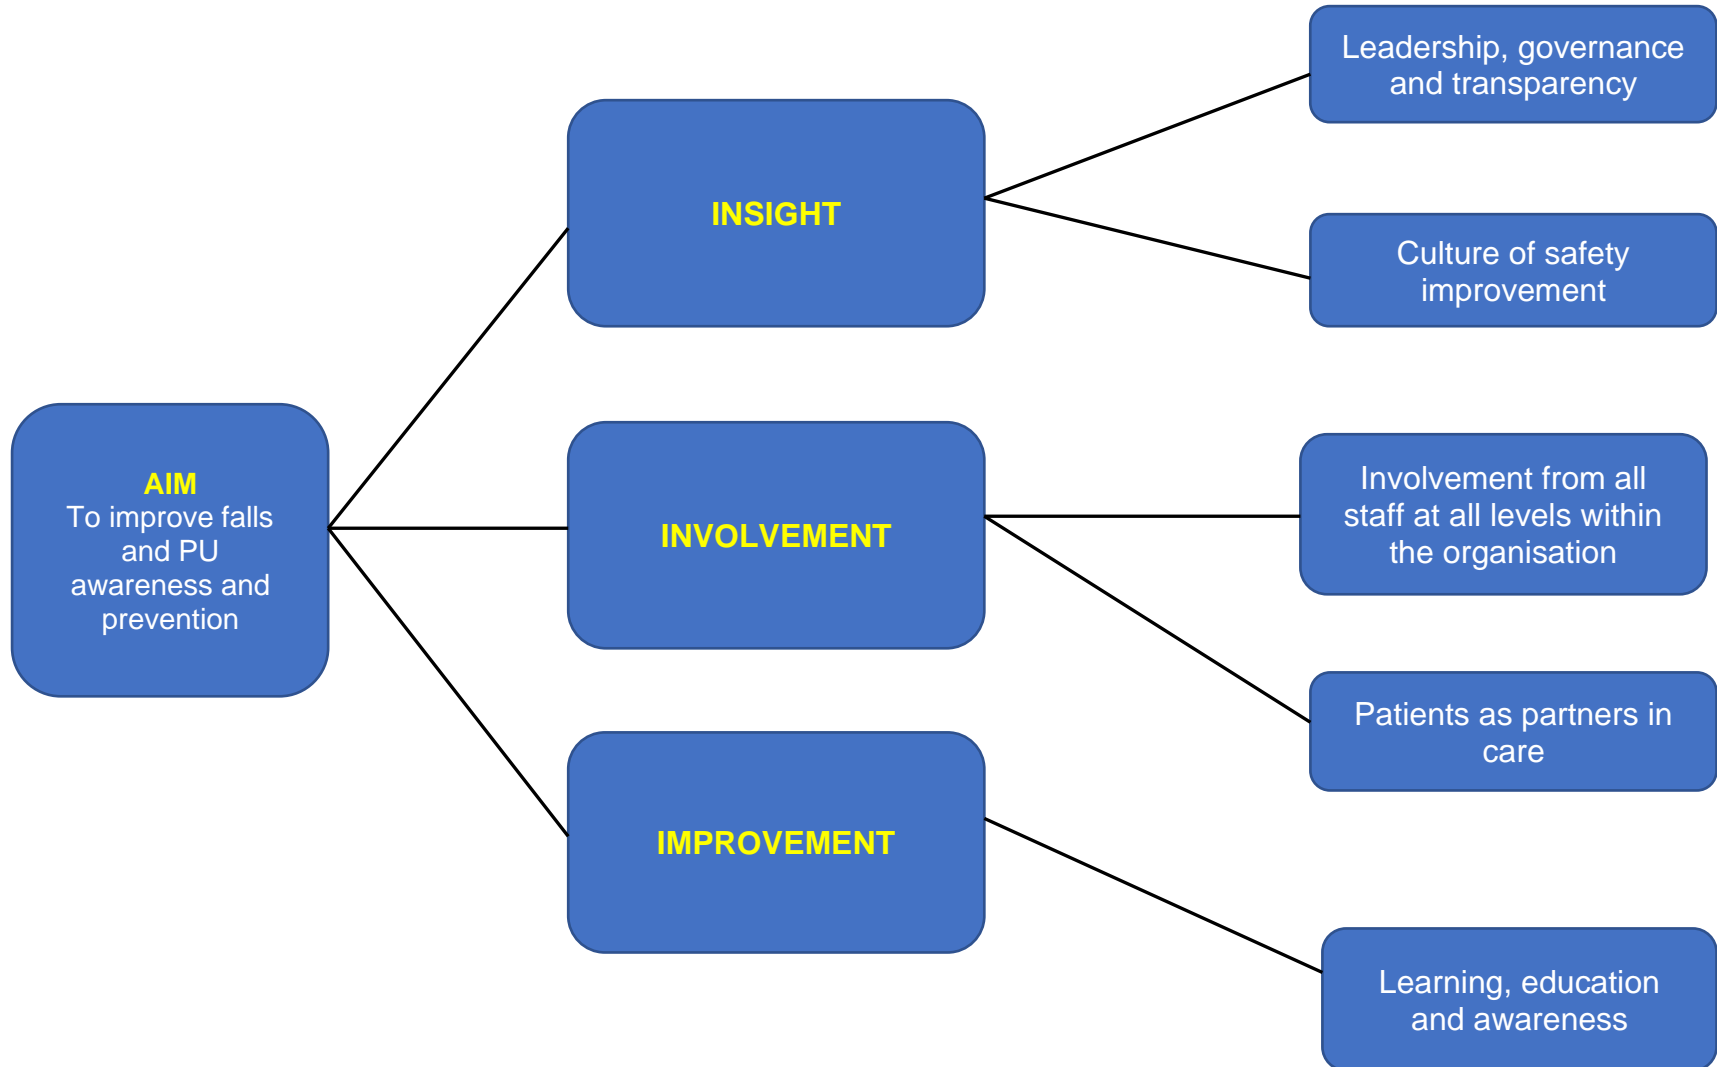 AIM
To improve falls
and PU
awareness and
prevention
INSIGHT
INVOLVEMENT
IMPROVEMENT
Leadership, governance
and transparency
Culture of safety
improvement
Involvement from all
staff at all levels within
the organisation
Patients as partners in
care
Learning, education
and awareness